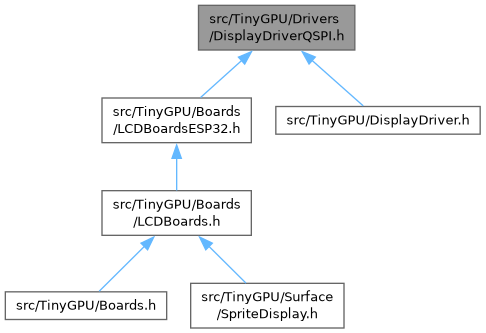 src/TinyGPU/Drivers
/DisplayDriverQSPI.h
src/TinyGPU/Boards
/LCDBoardsESP32.h
src/TinyGPU/DisplayDriver.h
src/TinyGPU/Boards
/LCDBoards.h
src/TinyGPU/Boards.h
src/TinyGPU/Surface
/SpriteDisplay.h